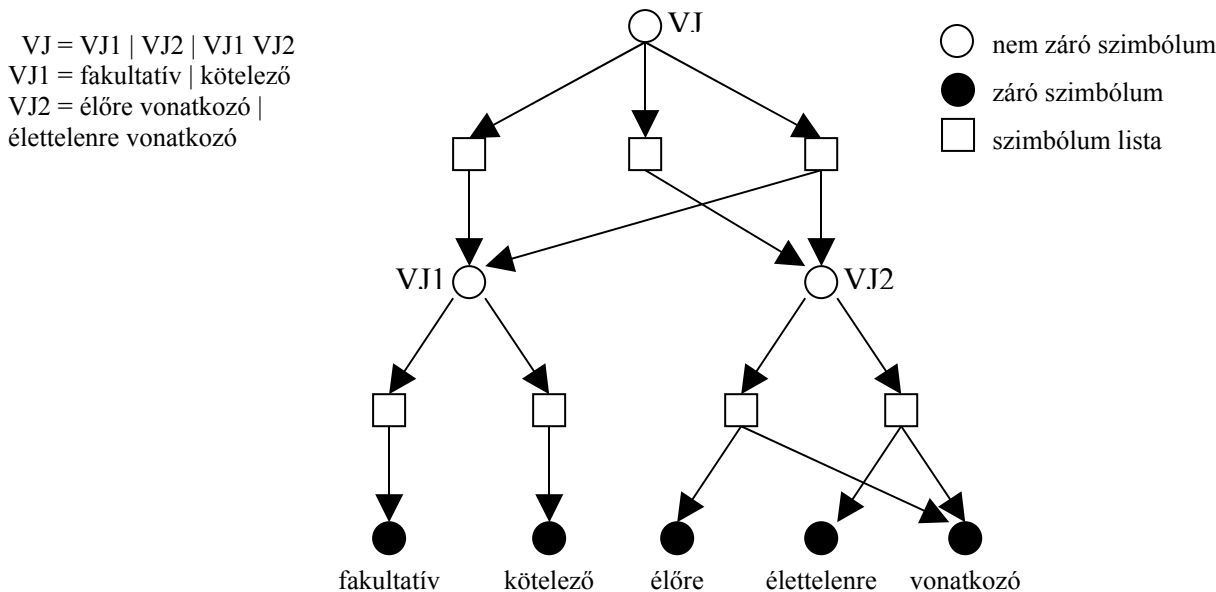 VJ = VJ1 | VJ2 | VJ1 VJ2
VJ1 = fakultatív | kötelező
VJ2 = élőre vonatkozó |
élettelenre vonatkozó
VJ
nem záró szimbólum
záró szimbólum
szimbólum lista
VJ1
VJ2
fakultatív
kötelező
élőre
élettelenre
vonatkozó